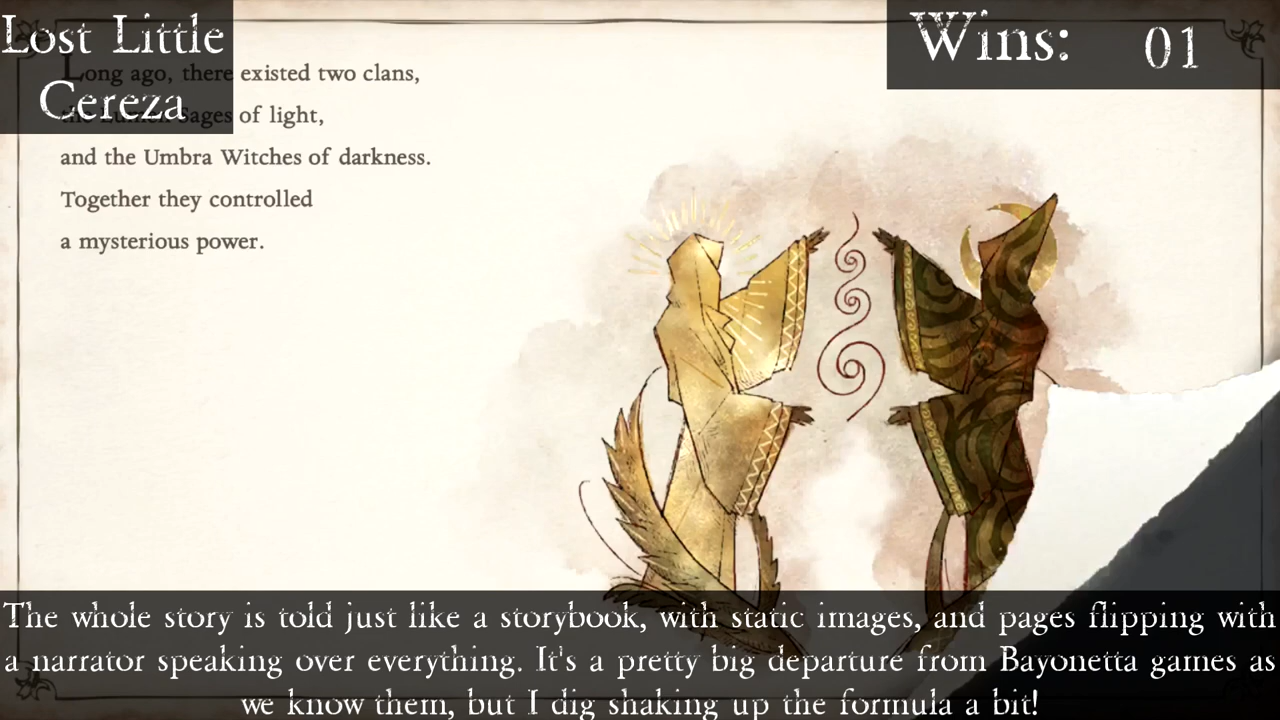 Lost Little
Cereza
Wins: 01
Long ago, there existed two clans,
the Lumen Sages of light,
and the Umbra Witches of darkness.
Together they controlled
a mysterious power.
The whole story is told just like a storybook, with static images, and pages flipping with
a narrator speaking over everything. It's a pretty big departure from Bayonetta games as
we know them, but I dig shaking up the formula a bit!